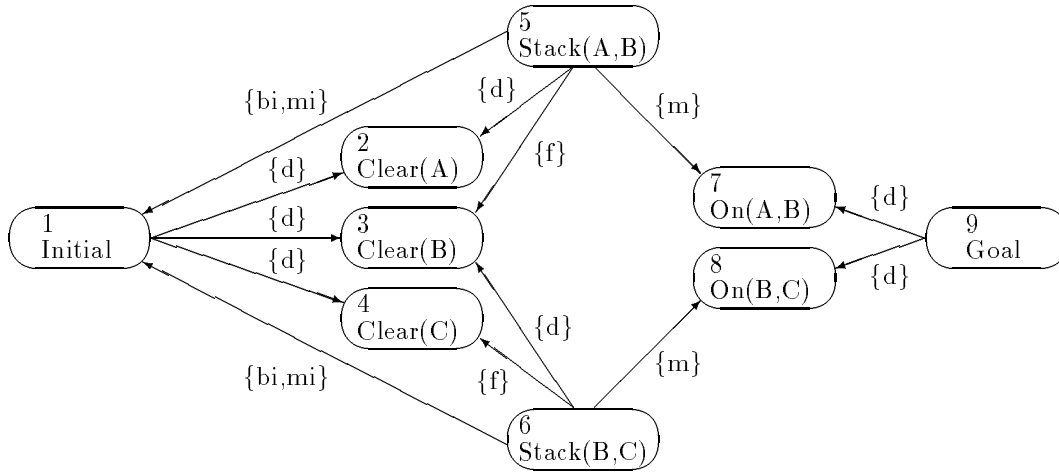 5
Stack(A,B)
{bi,mi}
{d}
{m}
2
Clear(A)
{f}
{d}
7
On(A,B)
{d}
1
Initial
{d}
3
Clear(B)
9
Goal
{d}
8
On(B,C)
{d}
4
Clear(C)
{d}
{bi,mi}
{f}
{m}
6
Stack(B,C)